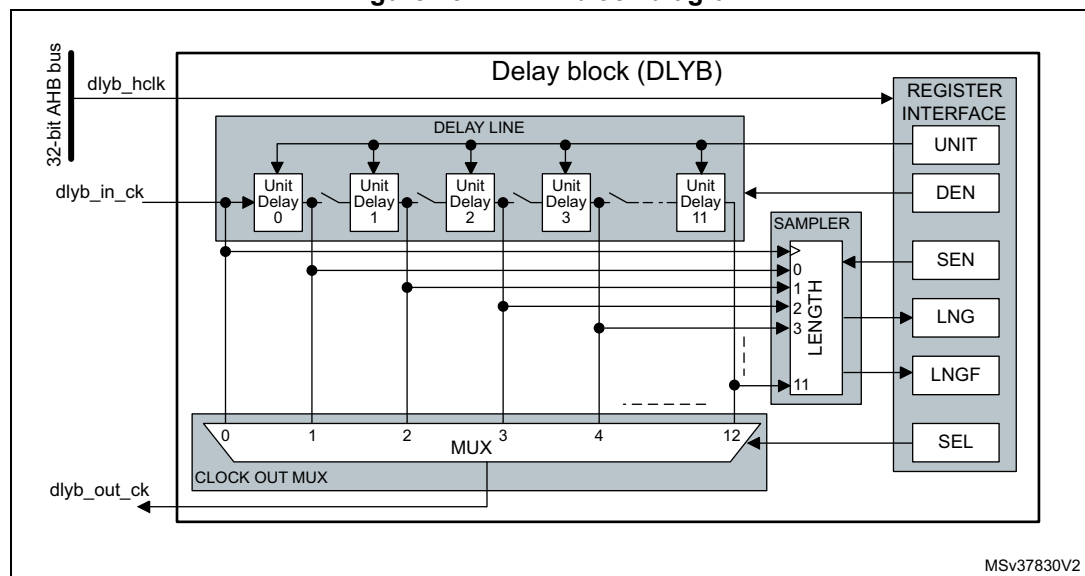 Delay block (DLYB)
32-bit AHB bus
dlyb_hclk
REGISTER
INTERFACE
DELAY LINE
UNIT
dlyb_in_ck
Unit
Delay
0
Unit
Delay
1
Unit
Delay
2
Unit
Delay
3
Unit
Delay
11
DEN
SAMPLER
SEN
0
1
2
3
11
LENGTH
LNG
LNGF
0
1
2
3
4
12
MUX
SEL
CLOCK OUT MUX
dlyb_out_ck
MSv37830V2